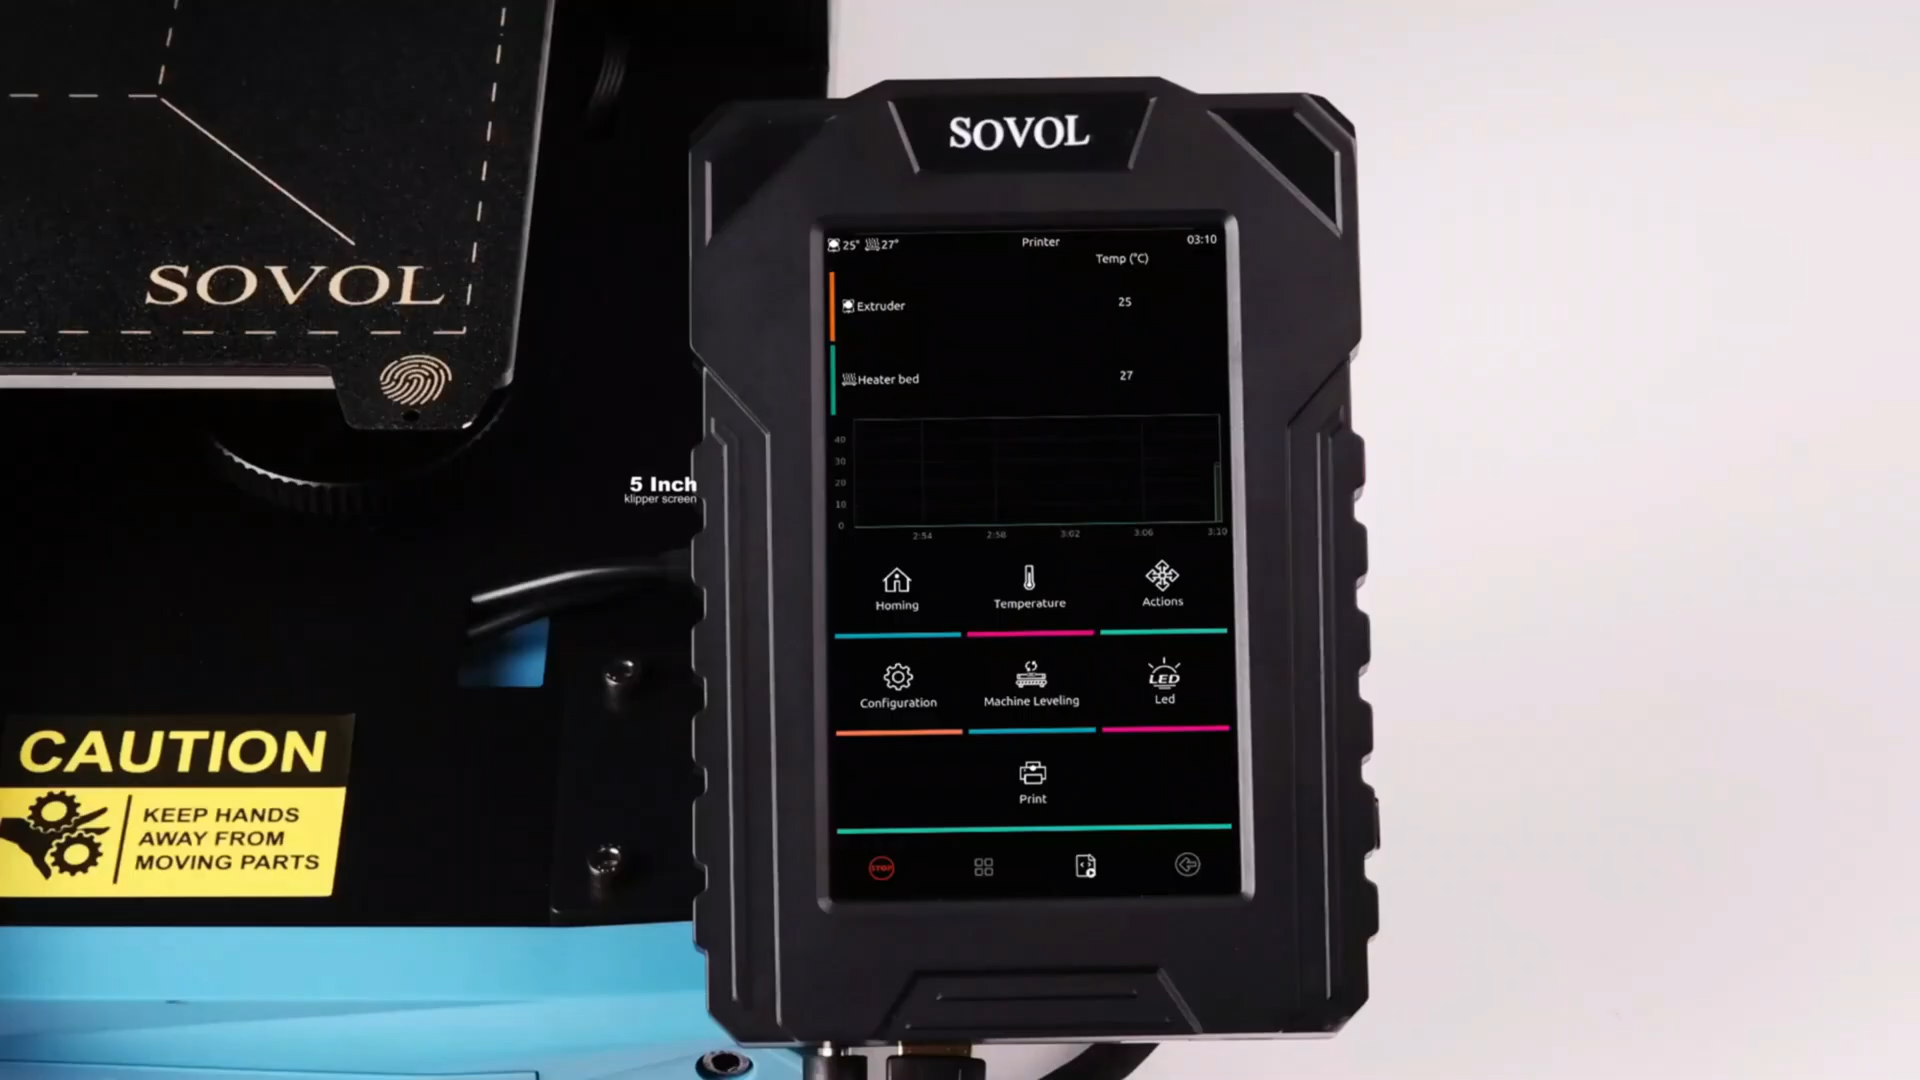 SOVOL
SOVOL
25° 27° Printer 03:10
Temp (°C)
Extruder 25
Heater bed 27
40
30
20
10
0
2:54 2:58 3:02 3:06 3:10
5 Inch
klipper screen
Homing Temperature Actions
LED
Configuration Machine Leveling Led
Print
STOP
CAUTION
KEEP HANDS
AWAY FROM
MOVING PARTS